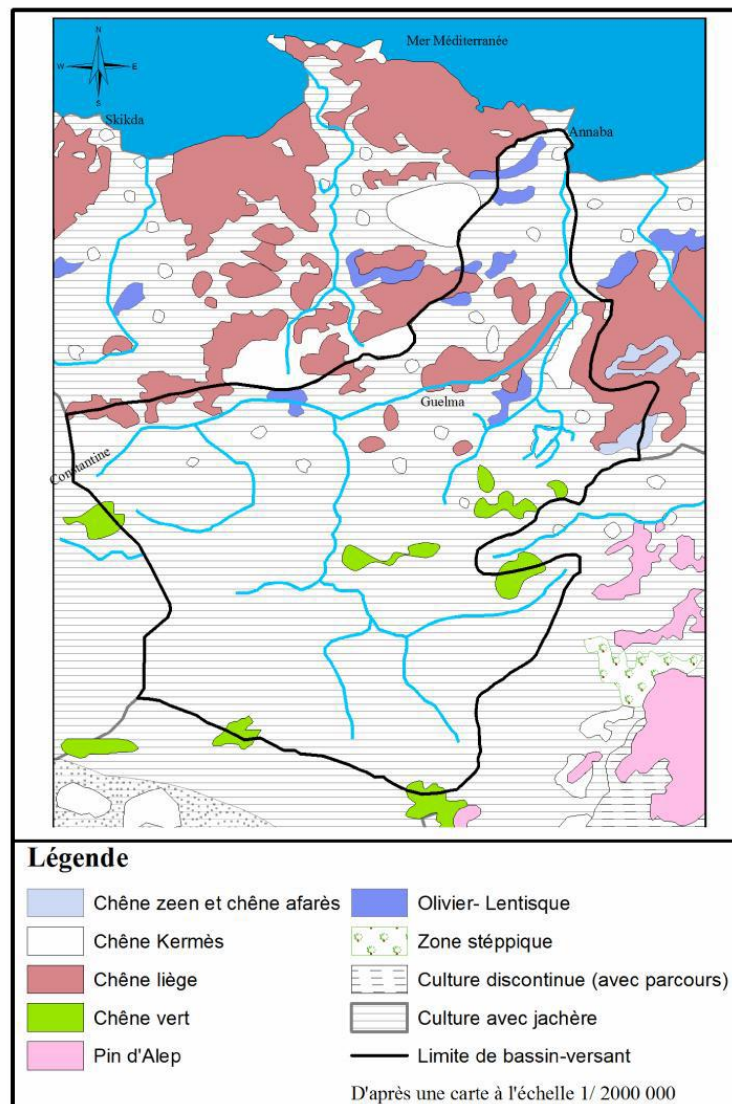 Mer Méditerranée
N
W
E
S
Skikda
Annaba
Guelma
Constantine
Légende
Chêne zeen et chêne afarès
Olivier- Lentisque
Chêne Kermès
Zone stéppique
Chêne liège
Culture discontinue (avec parcours)
Chêne vert
Culture avec jachère
Pin d'Alep
Limite de bassin-versant
D'après une carte à l'échelle 1/ 2000 000